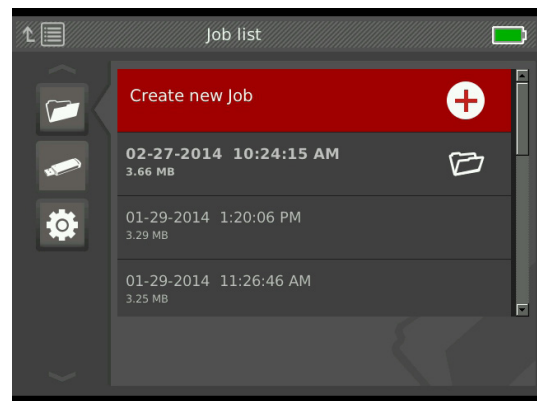 Job list
Create new Job
02-27-2014 10:24:15 AM
3.66 MB
01-29-2014 1:20:06 PM
3.29 MB
01-29-2014 11:26:46 AM
3.25 MB